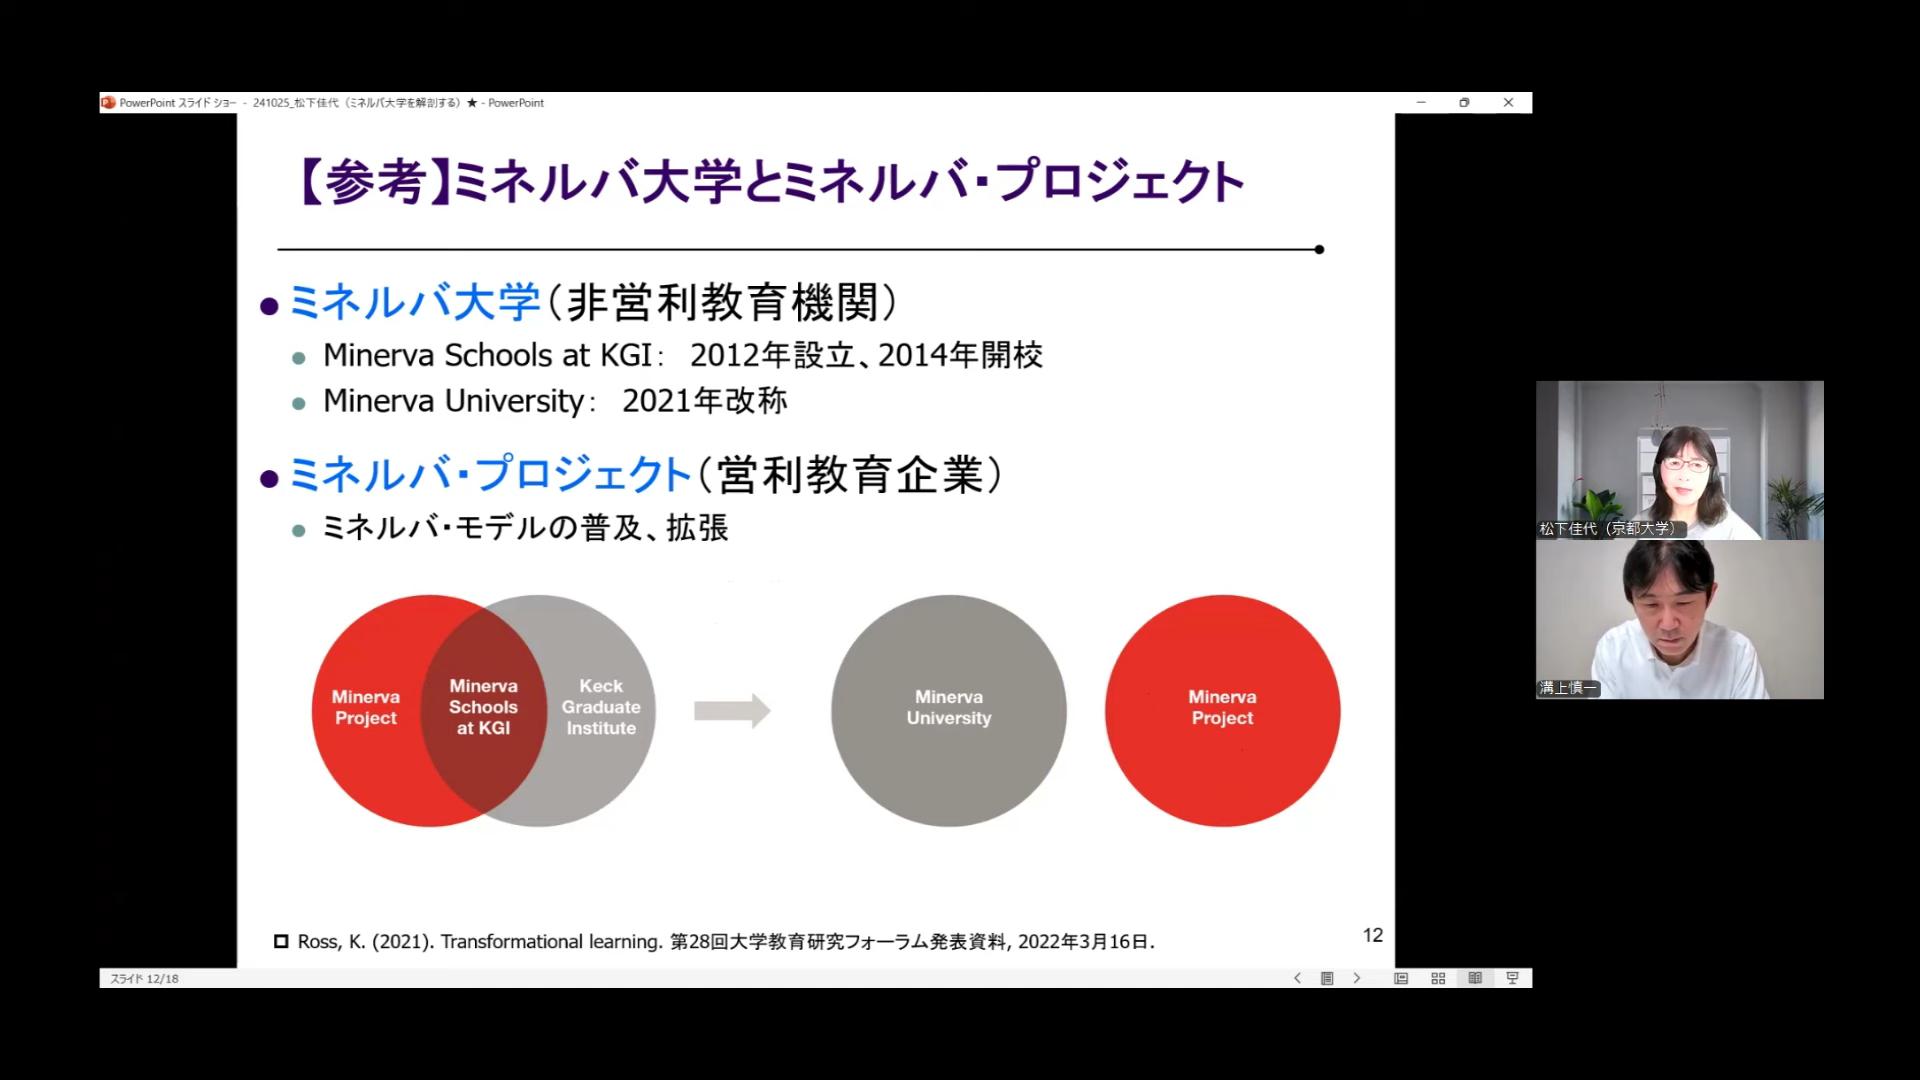 PowerPoint スライド ショー - 241025_松下佳代（ミネルバ大学を解剖する）★ - PowerPoint
【参考】ミネルバ大学とミネルバ・プロジェクト
ミネルバ大学（非営利教育機関）
Minerva Schools at KGI： 2012年設立、2014年開校
Minerva University： 2021年改称
ミネルバ・プロジェクト（営利教育企業）
ミネルバ・モデルの普及、拡張
Minerva
Project
Minerva
Schools
at KGI
Keck
Graduate
Institute
Minerva
University
Minerva
Project
Ross, K. (2021). Transformational learning. 第28回大学教育研究フォーラム発表資料, 2022年3月16日.
12
スライド 12/18
松下佳代（京都大学）
溝上慎一